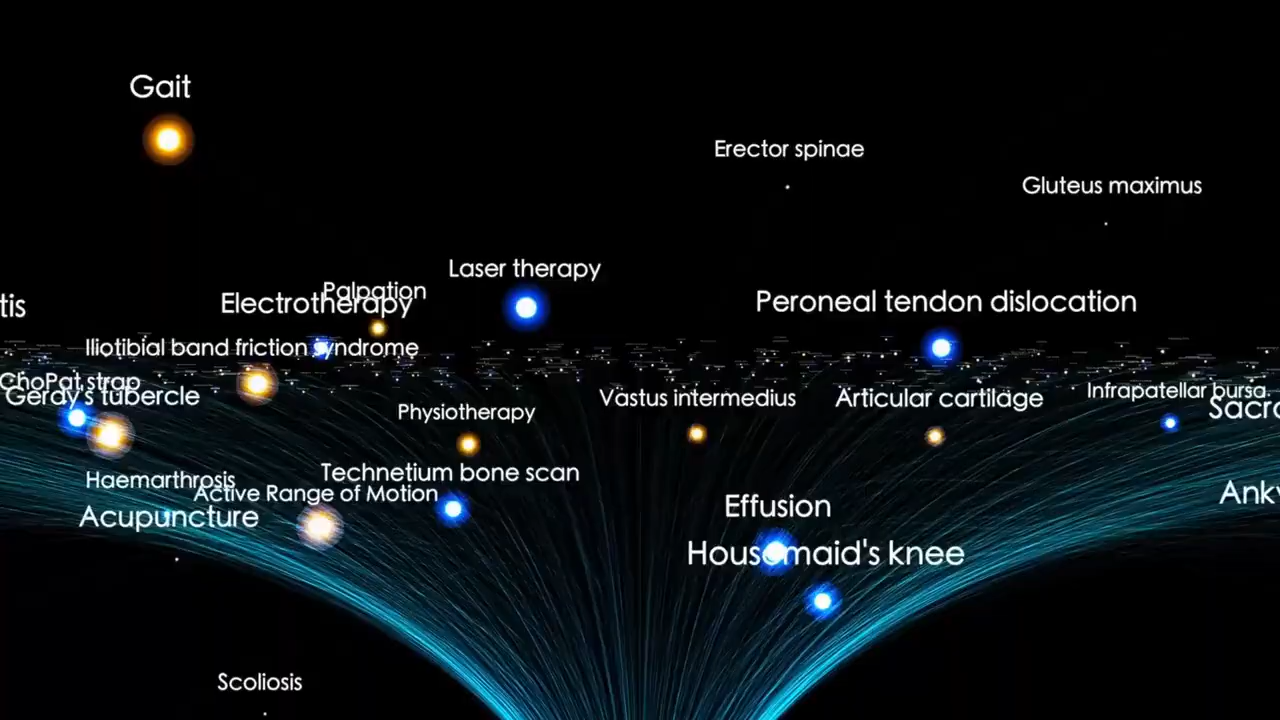 Gait
Erector spinae
Gluteus maximus
Laser therapy
Palpation
Electrotherapy
Peroneal tendon dislocation
tis
Iliotibial band friction syndrome
ChoPat strap
Gerdy's tubercle
Physiotherapy
Vastus intermedius
Articular cartilage
Infrapatellar bursa.
Sacro
Technetium bone scan
Haemarthrosis
Active Range of Motion
Acupuncture
Effusion
Anky
Housemaid's knee
Scoliosis